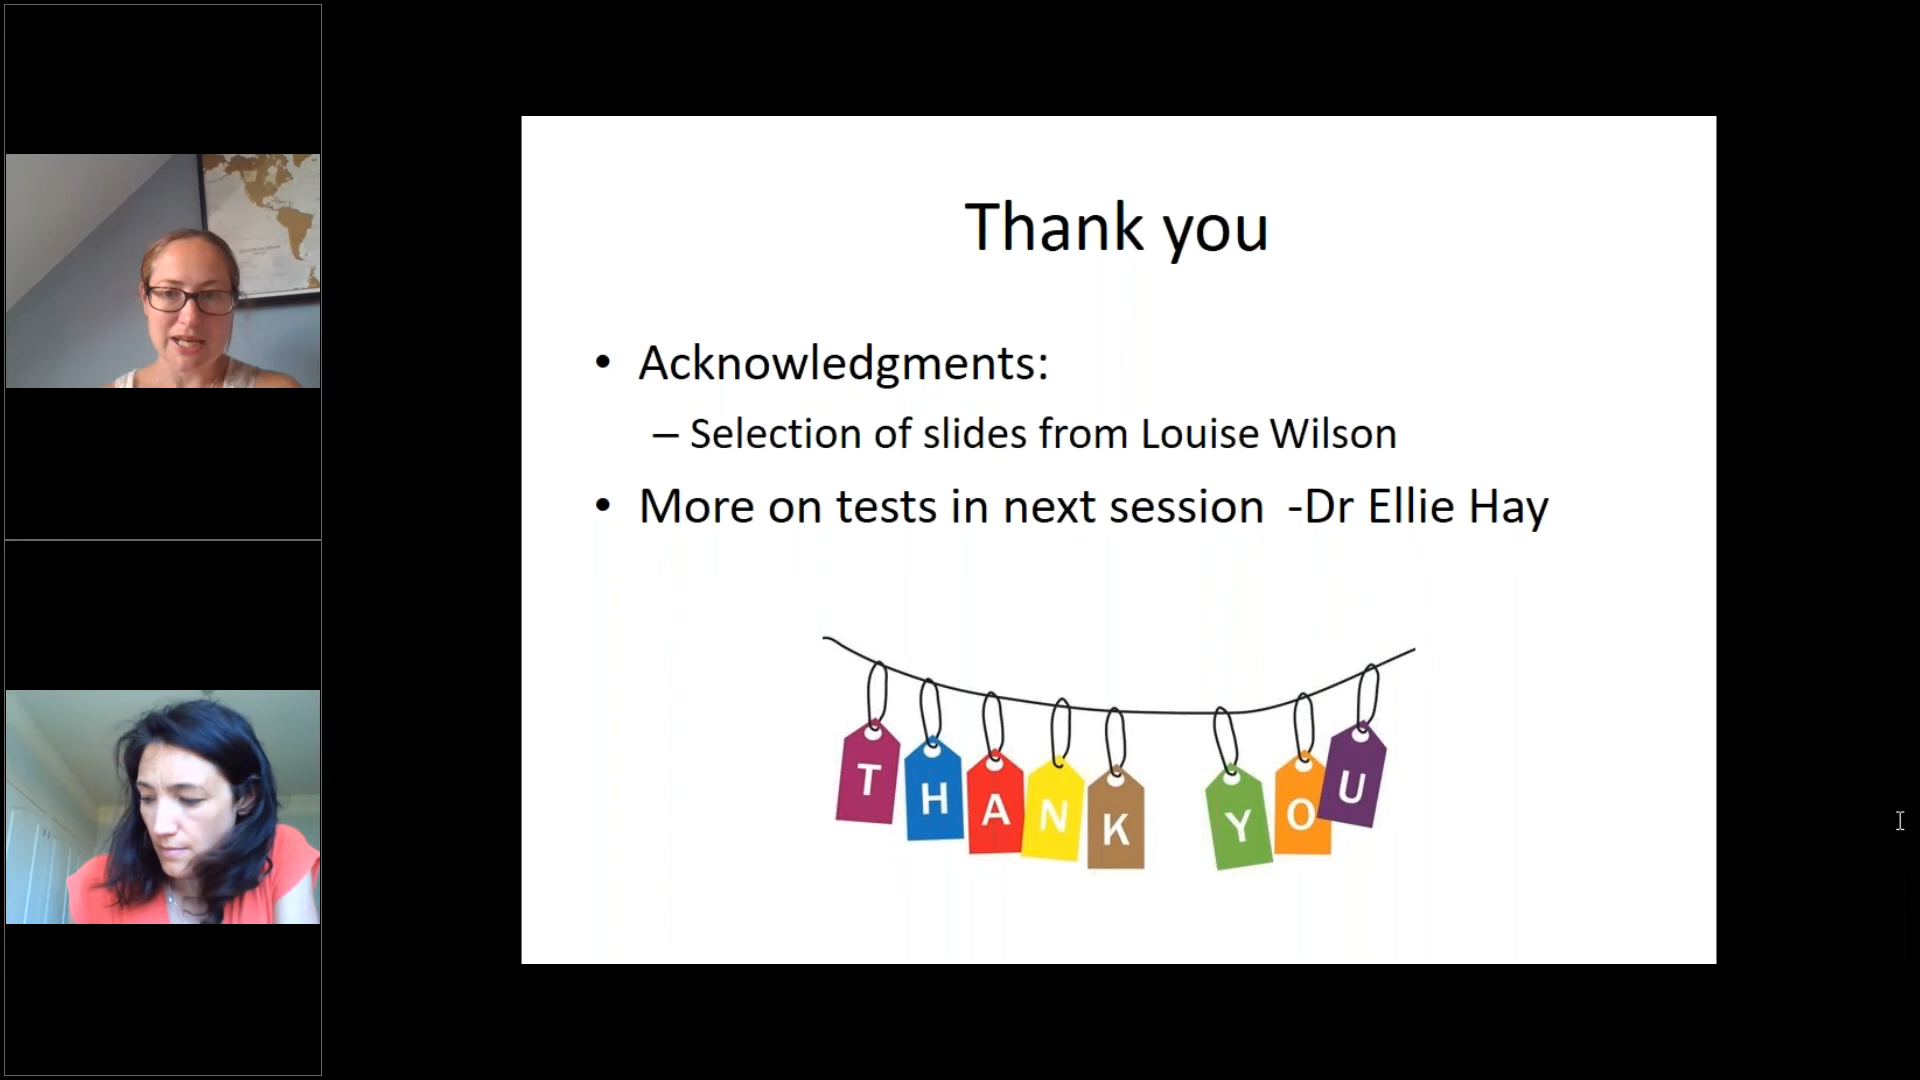 Thank you
• Acknowledgments:
– Selection of slides from Louise Wilson
• More on tests in next session -Dr Ellie Hay
THANK YOU